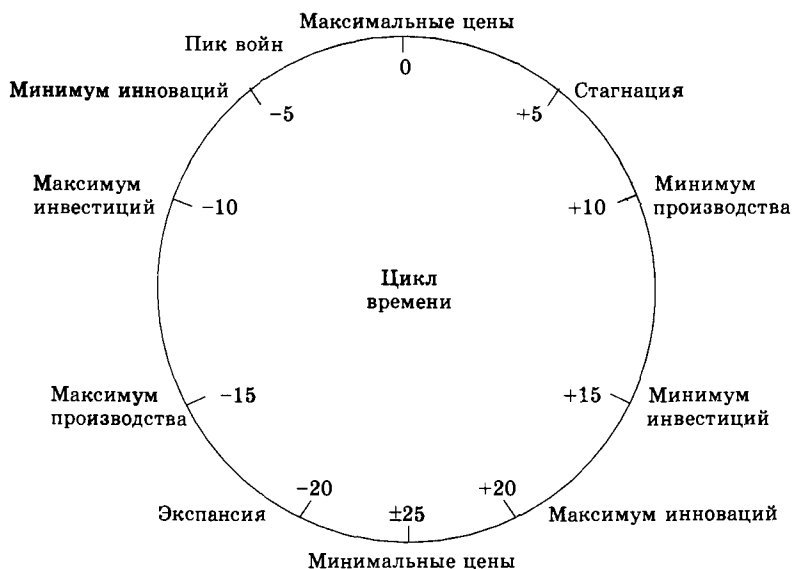 Максимальные цены
Пик войн
0
Минимум инноваций
Стагнация
-5
+5
Максимум
инвестиций
Минимум
производства
-10
+10
Цикл
времени
Максимум
производства
-15
+15
Минимум
инвестиций
-20
+20
Экспансия
±25
Максимум инноваций
Минимальные цены